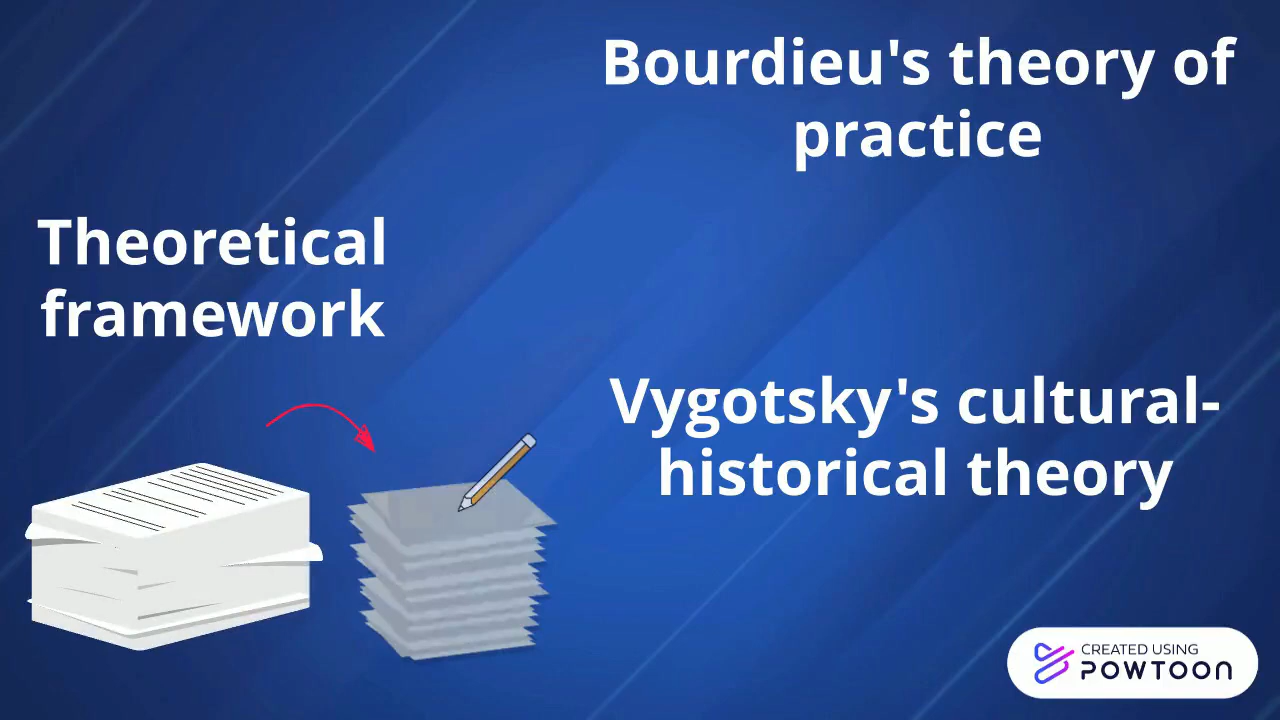 Theoretical
framework
Bourdieu's theory of
practice
Vygotsky's cultural-
historical theory
CREATED USING
POWTOON